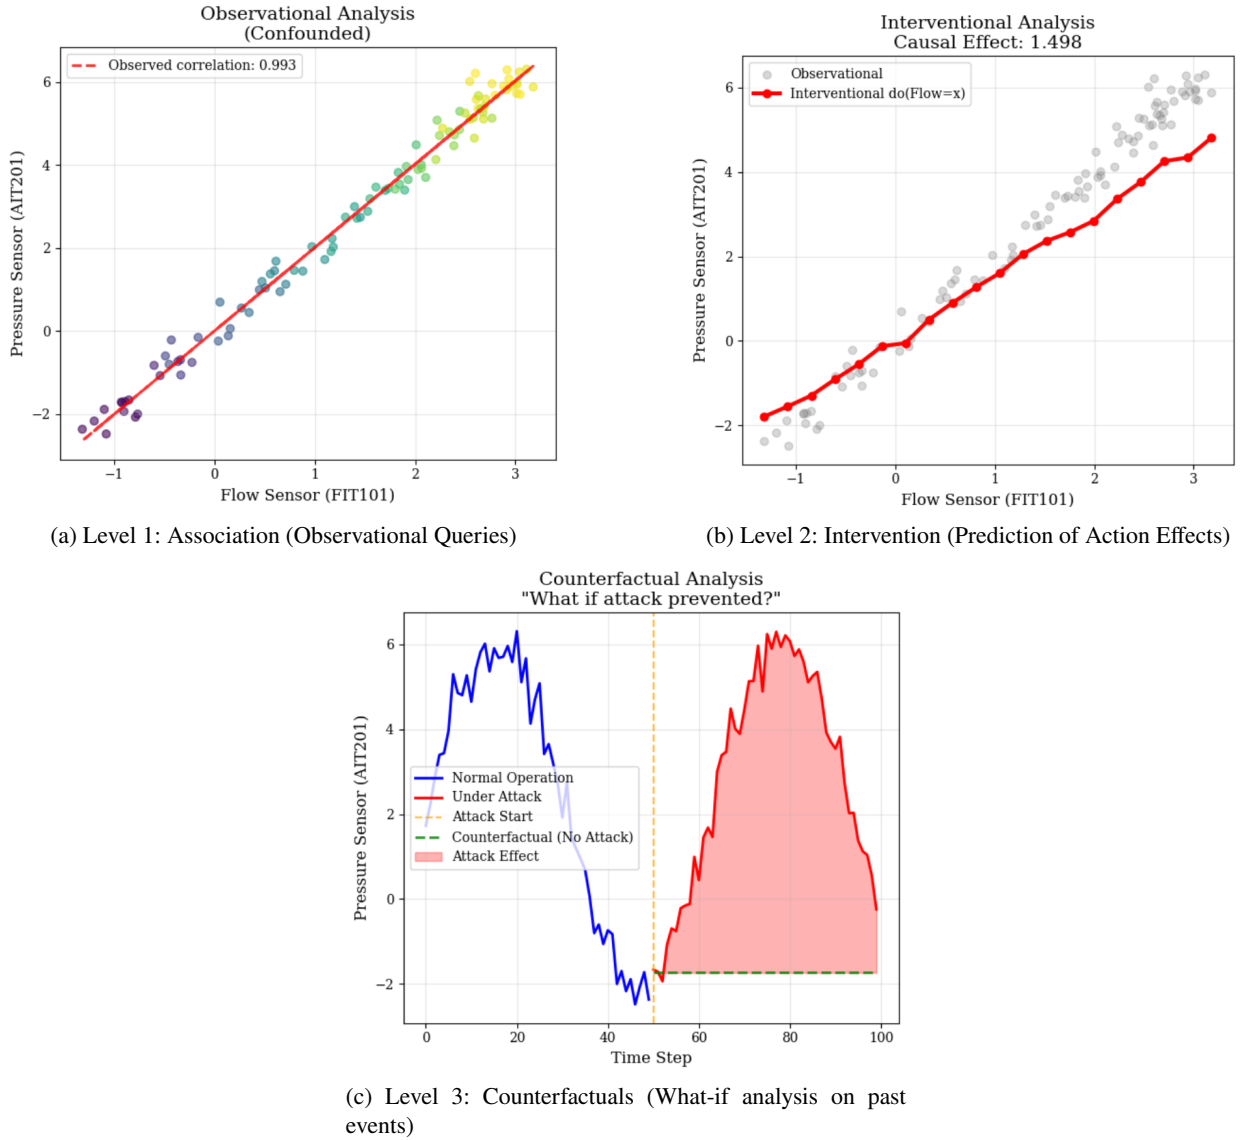 Observational Analysis
(Confounded)
Observed correlation: 0.993
Pressure Sensor (AIT201)
6
4
2
0
−2
−1
0
1
2
3
Flow Sensor (FIT101)
(a) Level 1: Association (Observational Queries)
Interventional Analysis
Causal Effect: 1.498
Observational
Interventional do(Flow=x)
Pressure Sensor (AIT201)
6
4
2
0
−2
−1
0
1
2
3
Flow Sensor (FIT101)
(b) Level 2: Intervention (Prediction of Action Effects)
Counterfactual Analysis
"What if attack prevented?"
Pressure Sensor (AIT201)
6
4
2
0
−2
Normal Operation
Under Attack
Attack Start
Counterfactual (No Attack)
Attack Effect
0
20
40
60
80
100
Time Step
(c) Level 3: Counterfactuals (What-if analysis on past
events)